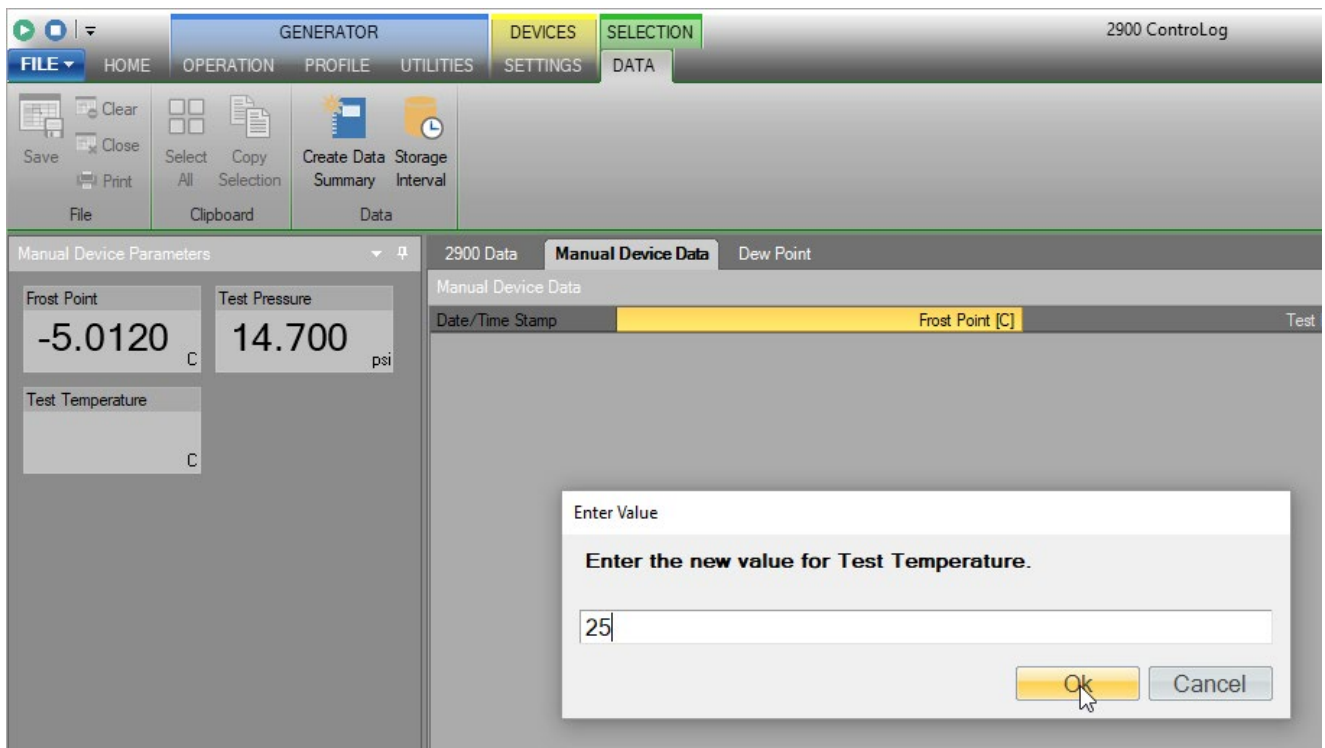 GENERATOR DEVICES SELECTION 2900 ControLog
FILE HOME OPERATION PROFILE UTILITIES SETTINGS DATA
Save
Clear
Close
Print
File
Select All
Copy Selection
Clipboard
Create Data Summary
Storage Interval
Data
Manual Device Parameters
Frost Point
-5.0120 C
Test Pressure
14.700 psi
Test Temperature
C
2900 Data Manual Device Data Dew Point
Manual Device Data
Date/Time Stamp Frost Point [C] Test
Enter Value
Enter the new value for Test Temperature.
25
Ok Cancel